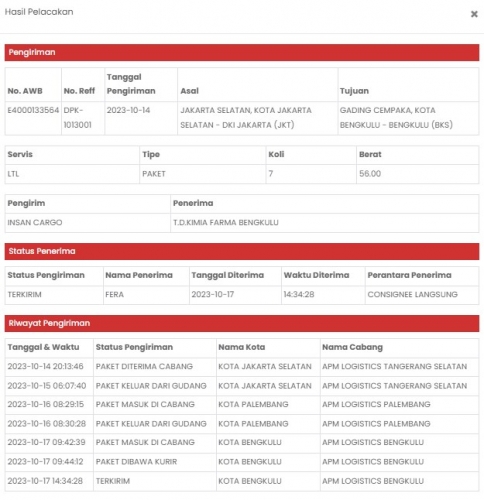 Hasil Pelacakan ×
Pengiriman
No. AWB No. Reff Tanggal Pengiriman Asal Tujuan
E4000133564 DPK-1013001 2023-10-14 JAKARTA SELATAN, KOTA JAKARTA SELATAN - DKI JAKARTA (JKT) GADING CEMPAKA, KOTA BENGKULU - BENGKULU (BKS)
Servis Tipe Koli Berat
LTL PAKET 7 56.00
Pengirim Penerima
INSAN CARGO T.D.KIMIA FARMA BENGKULU
Status Penerima
Status Pengiriman Nama Penerima Tanggal Diterima Waktu Diterima Perantara Penerima
TERKIRIM FERA 2023-10-17 14:34:28 CONSIGNEE LANGSUNG
Riwayat Pengiriman
Tanggal & Waktu Status Pengiriman Nama Kota Nama Cabang
2023-10-14 20:13:46 PAKET DITERIMA CABANG KOTA JAKARTA SELATAN APM LOGISTICS TANGERANG SELATAN
2023-10-15 06:07:40 PAKET KELUAR DARI GUDANG KOTA JAKARTA SELATAN APM LOGISTICS TANGERANG SELATAN
2023-10-16 08:29:15 PAKET MASUK DI CABANG KOTA PALEMBANG APM LOGISTICS PALEMBANG
2023-10-16 08:30:28 PAKET KELUAR DARI GUDANG KOTA PALEMBANG APM LOGISTICS PALEMBANG
2023-10-17 09:42:39 PAKET MASUK DI CABANG KOTA BENGKULU APM LOGISTICS BENGKULU
2023-10-17 09:44:12 PAKET DIBAWA KURIR KOTA BENGKULU APM LOGISTICS BENGKULU
2023-10-17 14:34:28 TERKIRIM KOTA BENGKULU APM LOGISTICS BENGKULU